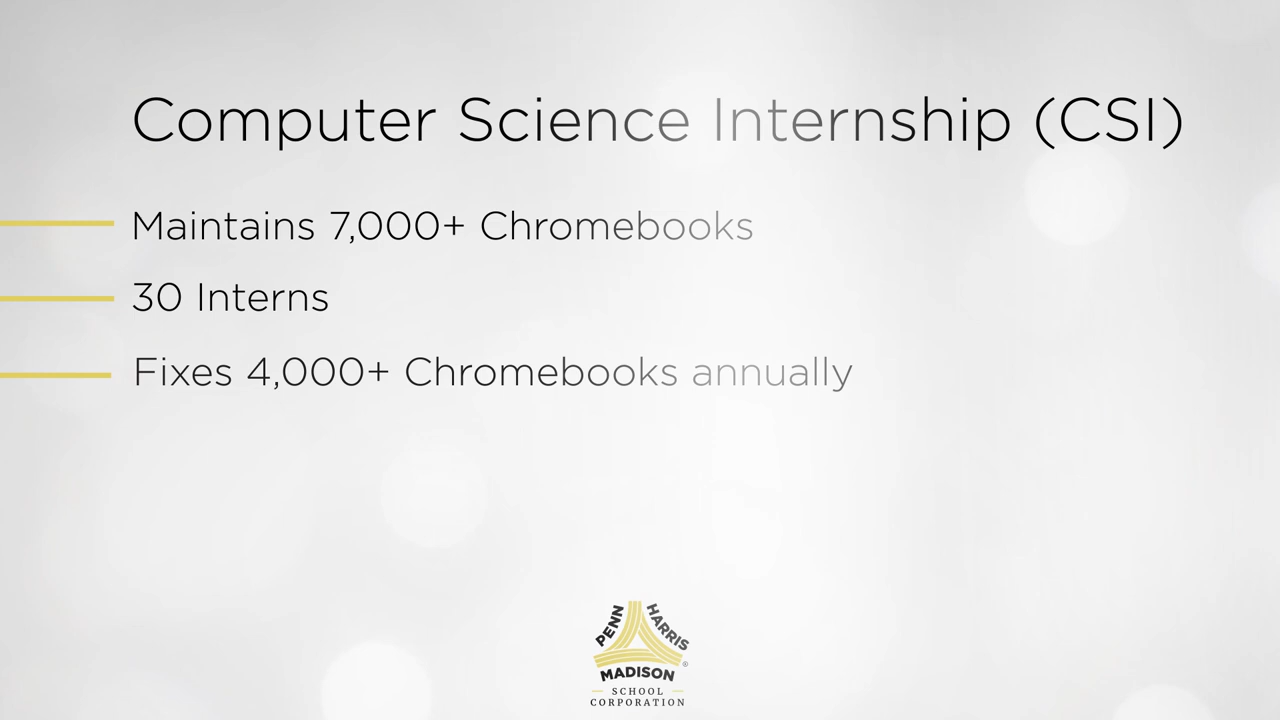 Computer Science Internship (CSI)
Maintains 7,000+ Chromebooks
30 Interns
Fixes 4,000+ Chromebooks annually
PENN HARRIS
MADISON
®
SCHOOL
CORPORATION